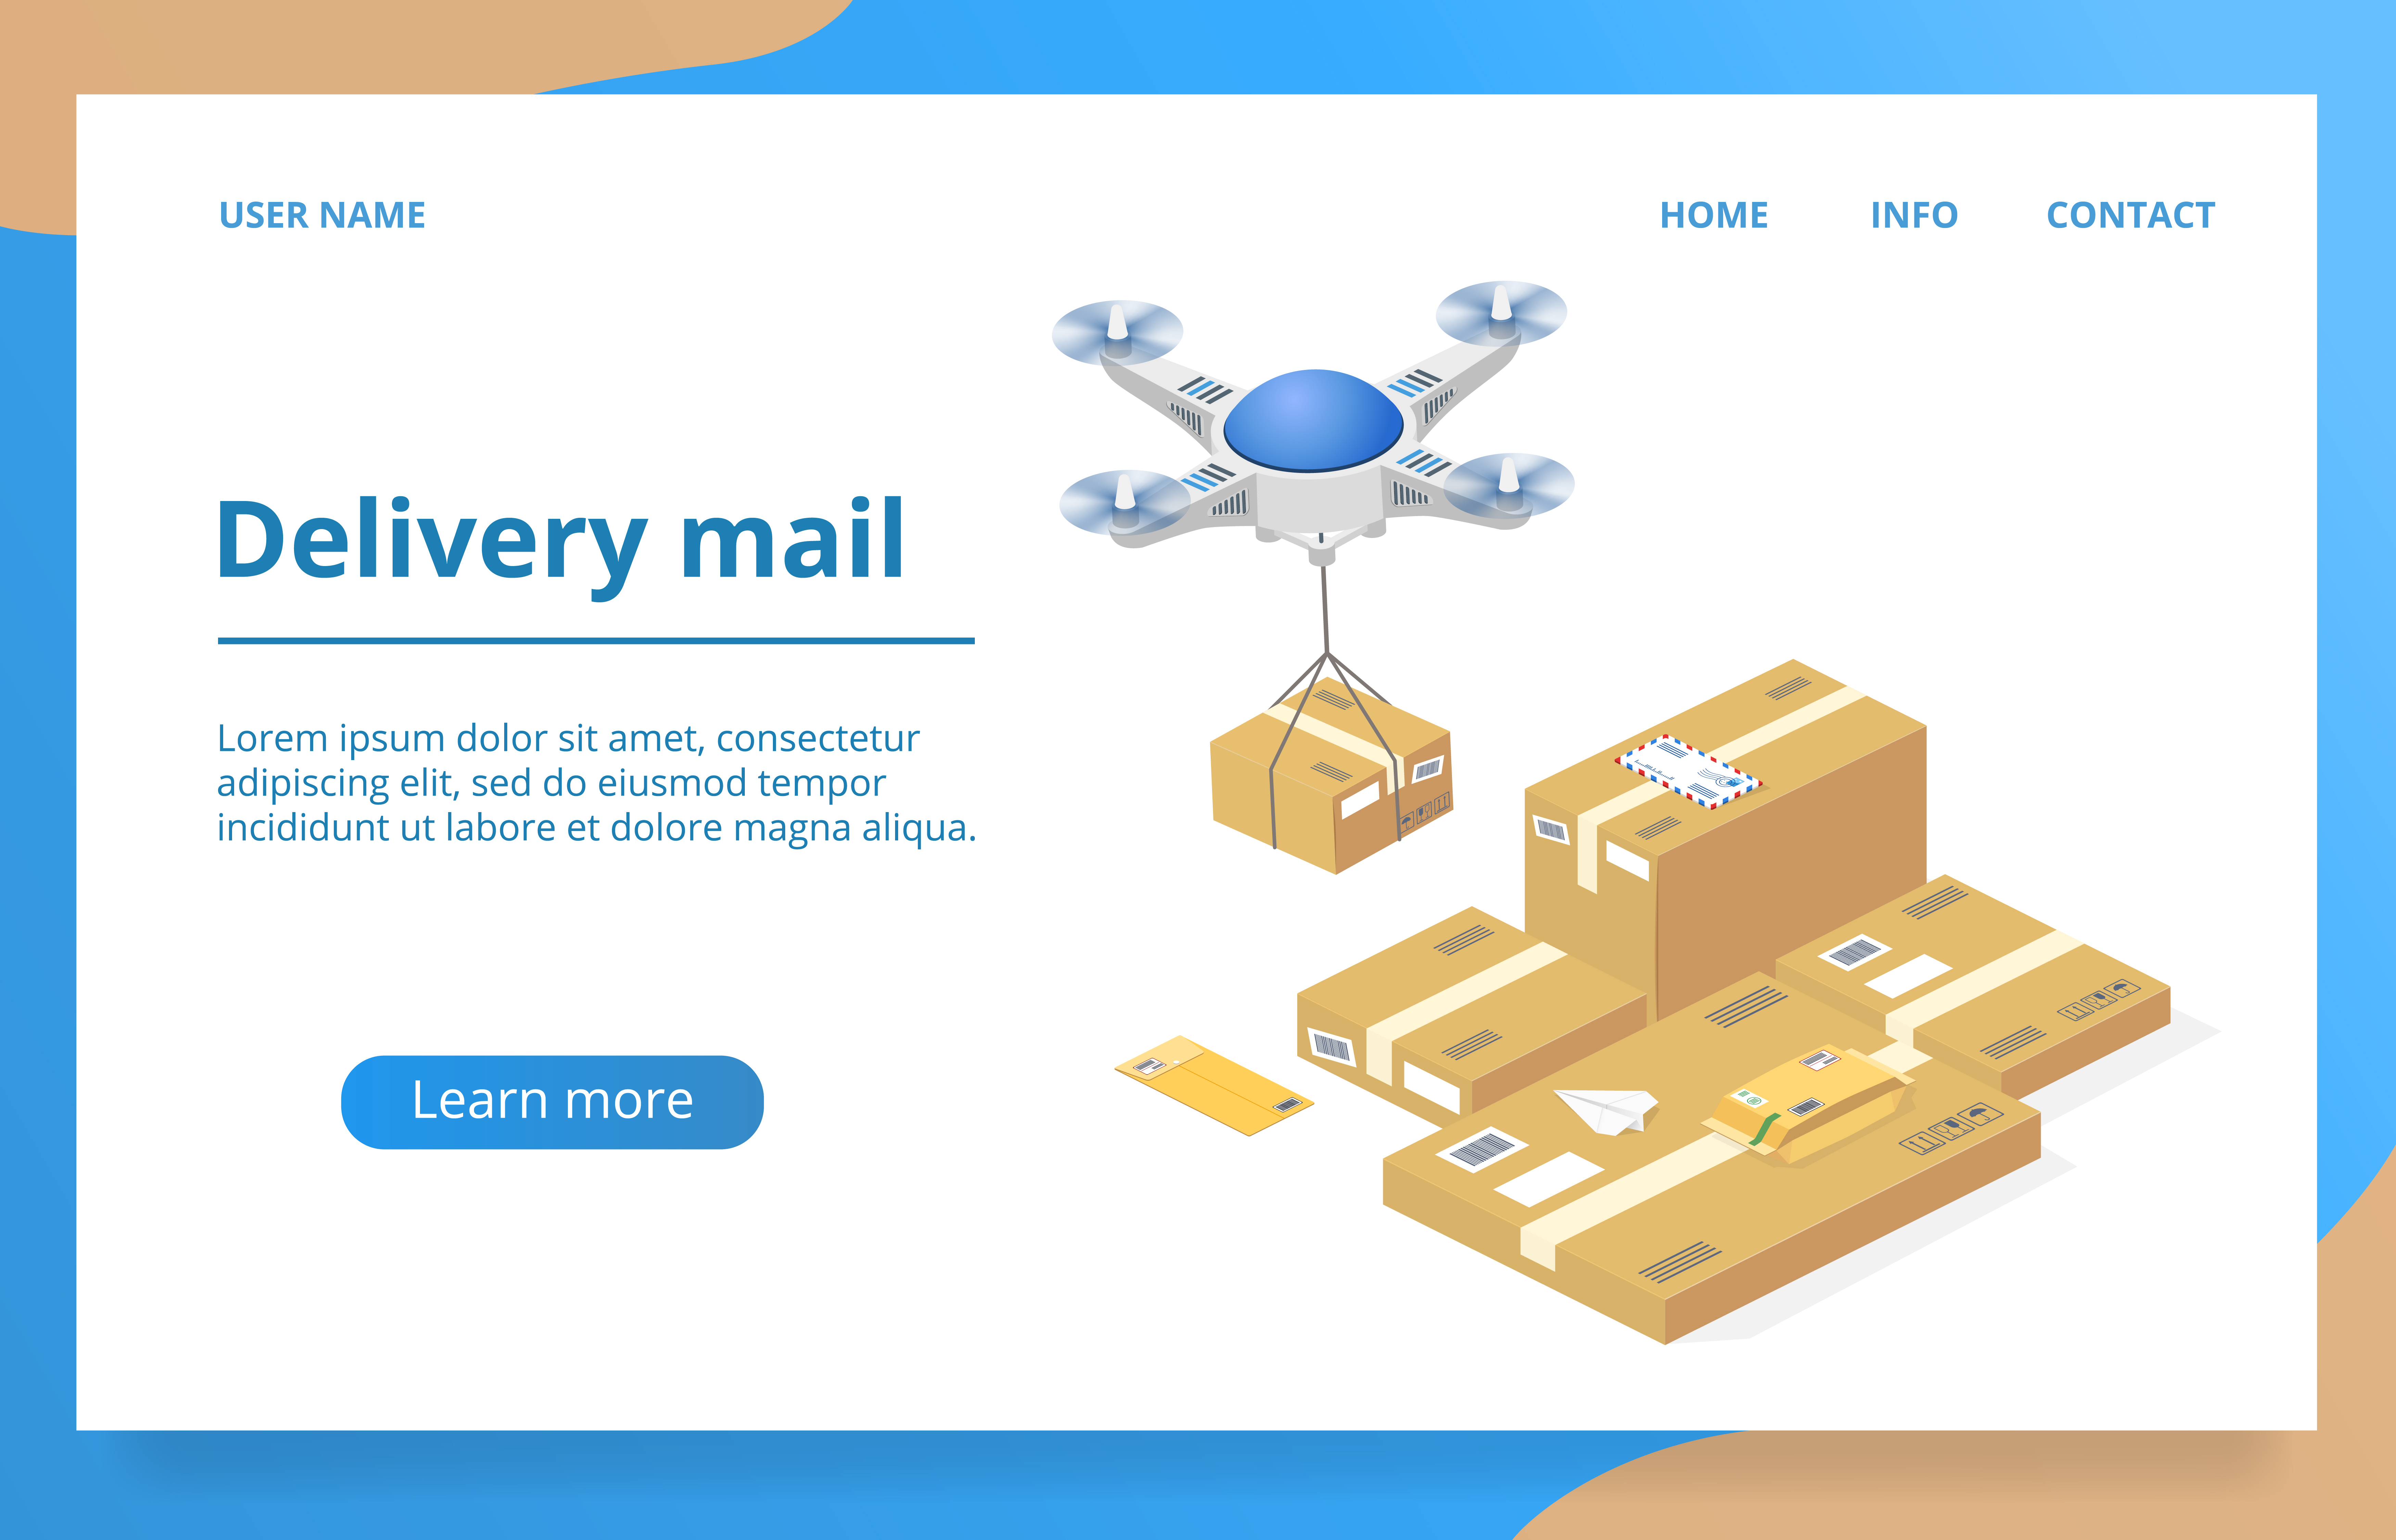 USER NAME
HOME INFO CONTACT
Delivery mail
Lorem ipsum dolor sit amet, consectetur
adipiscing elit, sed do eiusmod tempor
incididunt ut labore et dolore magna aliqua.
Learn more